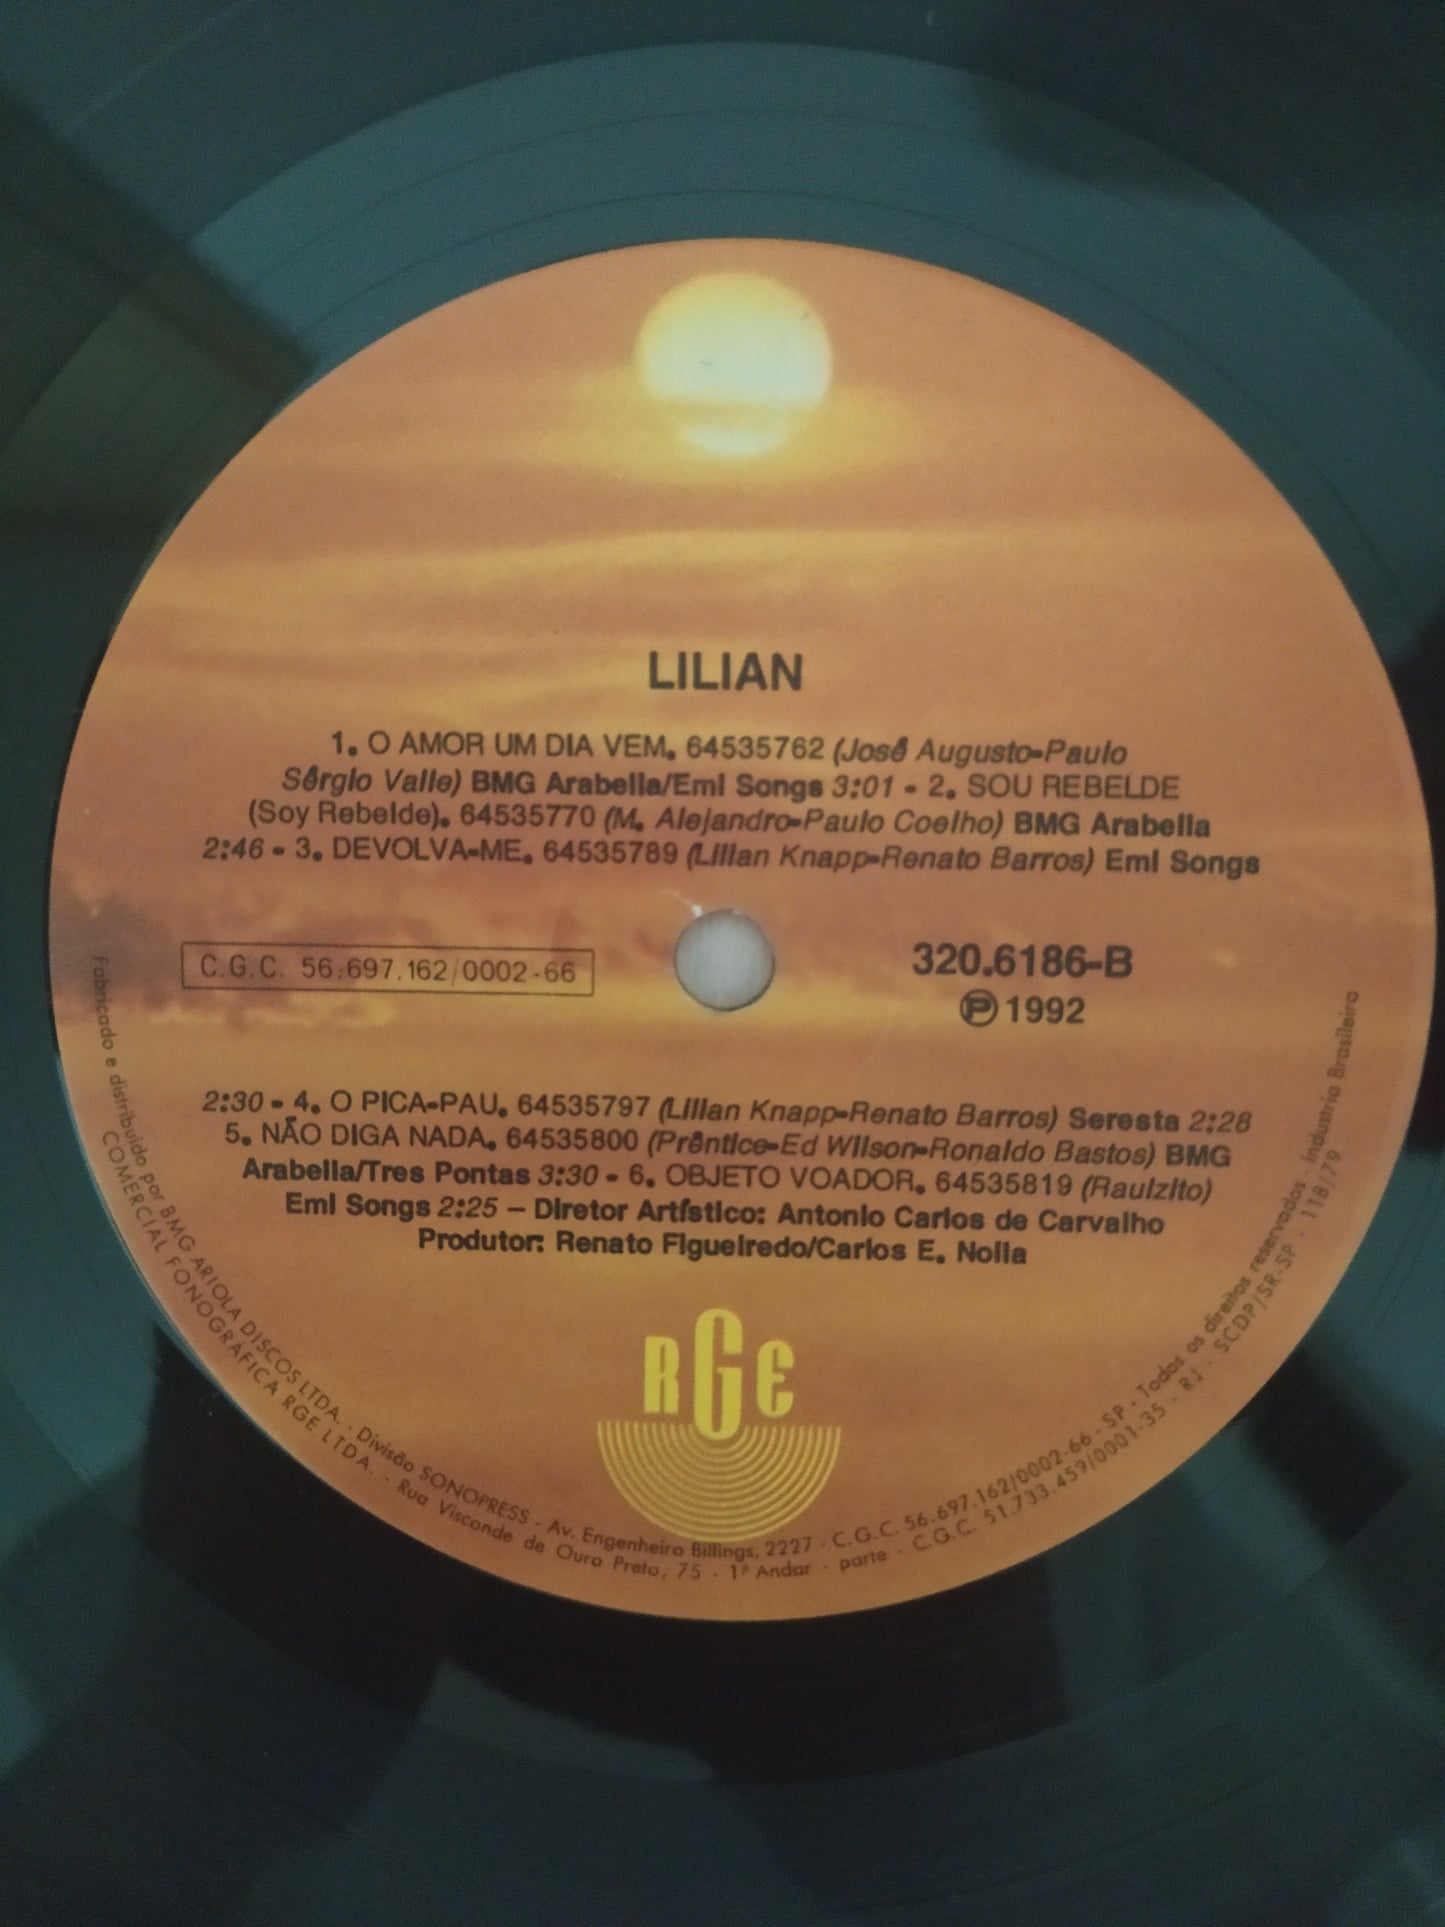 LILIAN
1. O AMOR UM DIA VEM. 64535762 (José Augusto-Paulo
Sérgio Valle) BMG Arabella/Emi Songs 3:01 - 2. SOU REBELDE
(Soy Rebelde). 64535770 (M. Alejandro-Paulo Coelho) BMG Arabella
2:46 - 3. DEVOLVA-ME. 64535789 (Lilian Knapp-Renato Barros) Emi Songs
C.G.C. 56.697.162/0002-66
320.6186-B
℗ 1992
2:30 - 4. O PICA-PAU. 64535797 (Lilian Knapp-Renato Barros) Seresta 2:28
5. NÃO DIGA NADA. 64535800 (Prêntice-Ed Wilson-Ronaldo Bastos) BMG
Arabella/Tres Pontas 3:30 - 6. OBJETO VOADOR. 64535819 (Raulzito)
Emi Songs 2:25 – Diretor Artístico: Antonio Carlos de Carvalho
Produtor: Renato Figueiredo/Carlos E. Nolla
RGE
Fabricado e distribuido por BMG ARIOLA DISCOS LTDA. - Divisão SONOPRESS - Av. Engenheiro Billings, 2227 - C.G.C. 56.697.162/0002-66 - SP - Todos os direitos reservados - Industria Brasileira
COMERCIAL FONOGRÁFICA RGE LTDA. - Rua Visconde de Ouro Preto, 75 - 1º Andar - parte - C.G.C. 51.733.459/0001-35 - RJ - SCDP/SR-SP - 118/79